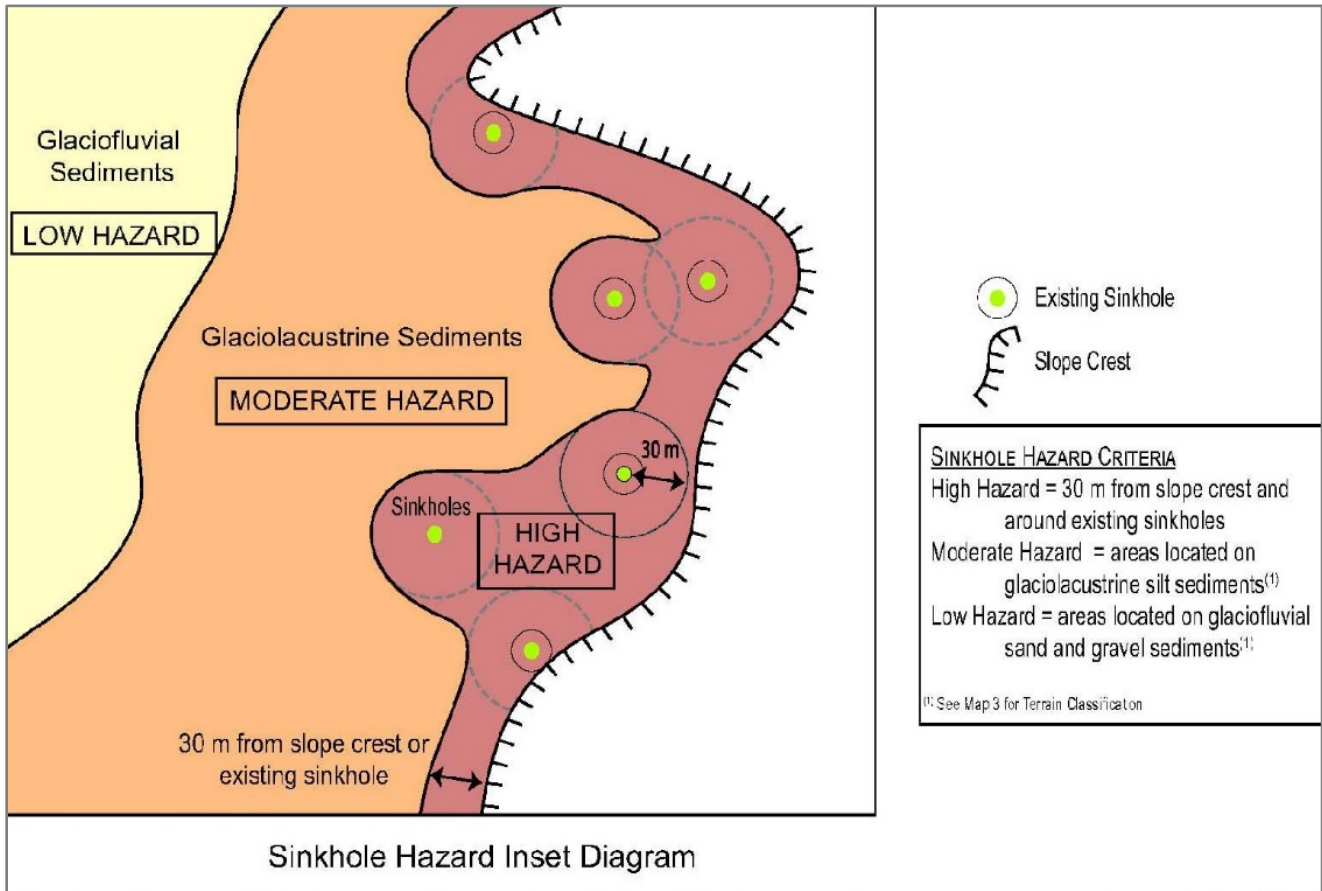 Glaciofluvial
Sediments
LOW HAZARD
Glaciolacustrine Sediments
MODERATE HAZARD
30 m
Sinkholes
HIGH
HAZARD
30 m from slope crest or
existing sinkhole
Existing Sinkhole
Slope Crest
SINKHOLE HAZARD CRITERIA
High Hazard = 30 m from slope crest and
around existing sinkholes
Moderate Hazard = areas located on
glaciolacustrine silt sediments(1)
Low Hazard = areas located on glaciofluvial
sand and gravel sediments(1)
(1) See Map 3 for Terrain Classification
Sinkhole Hazard Inset Diagram